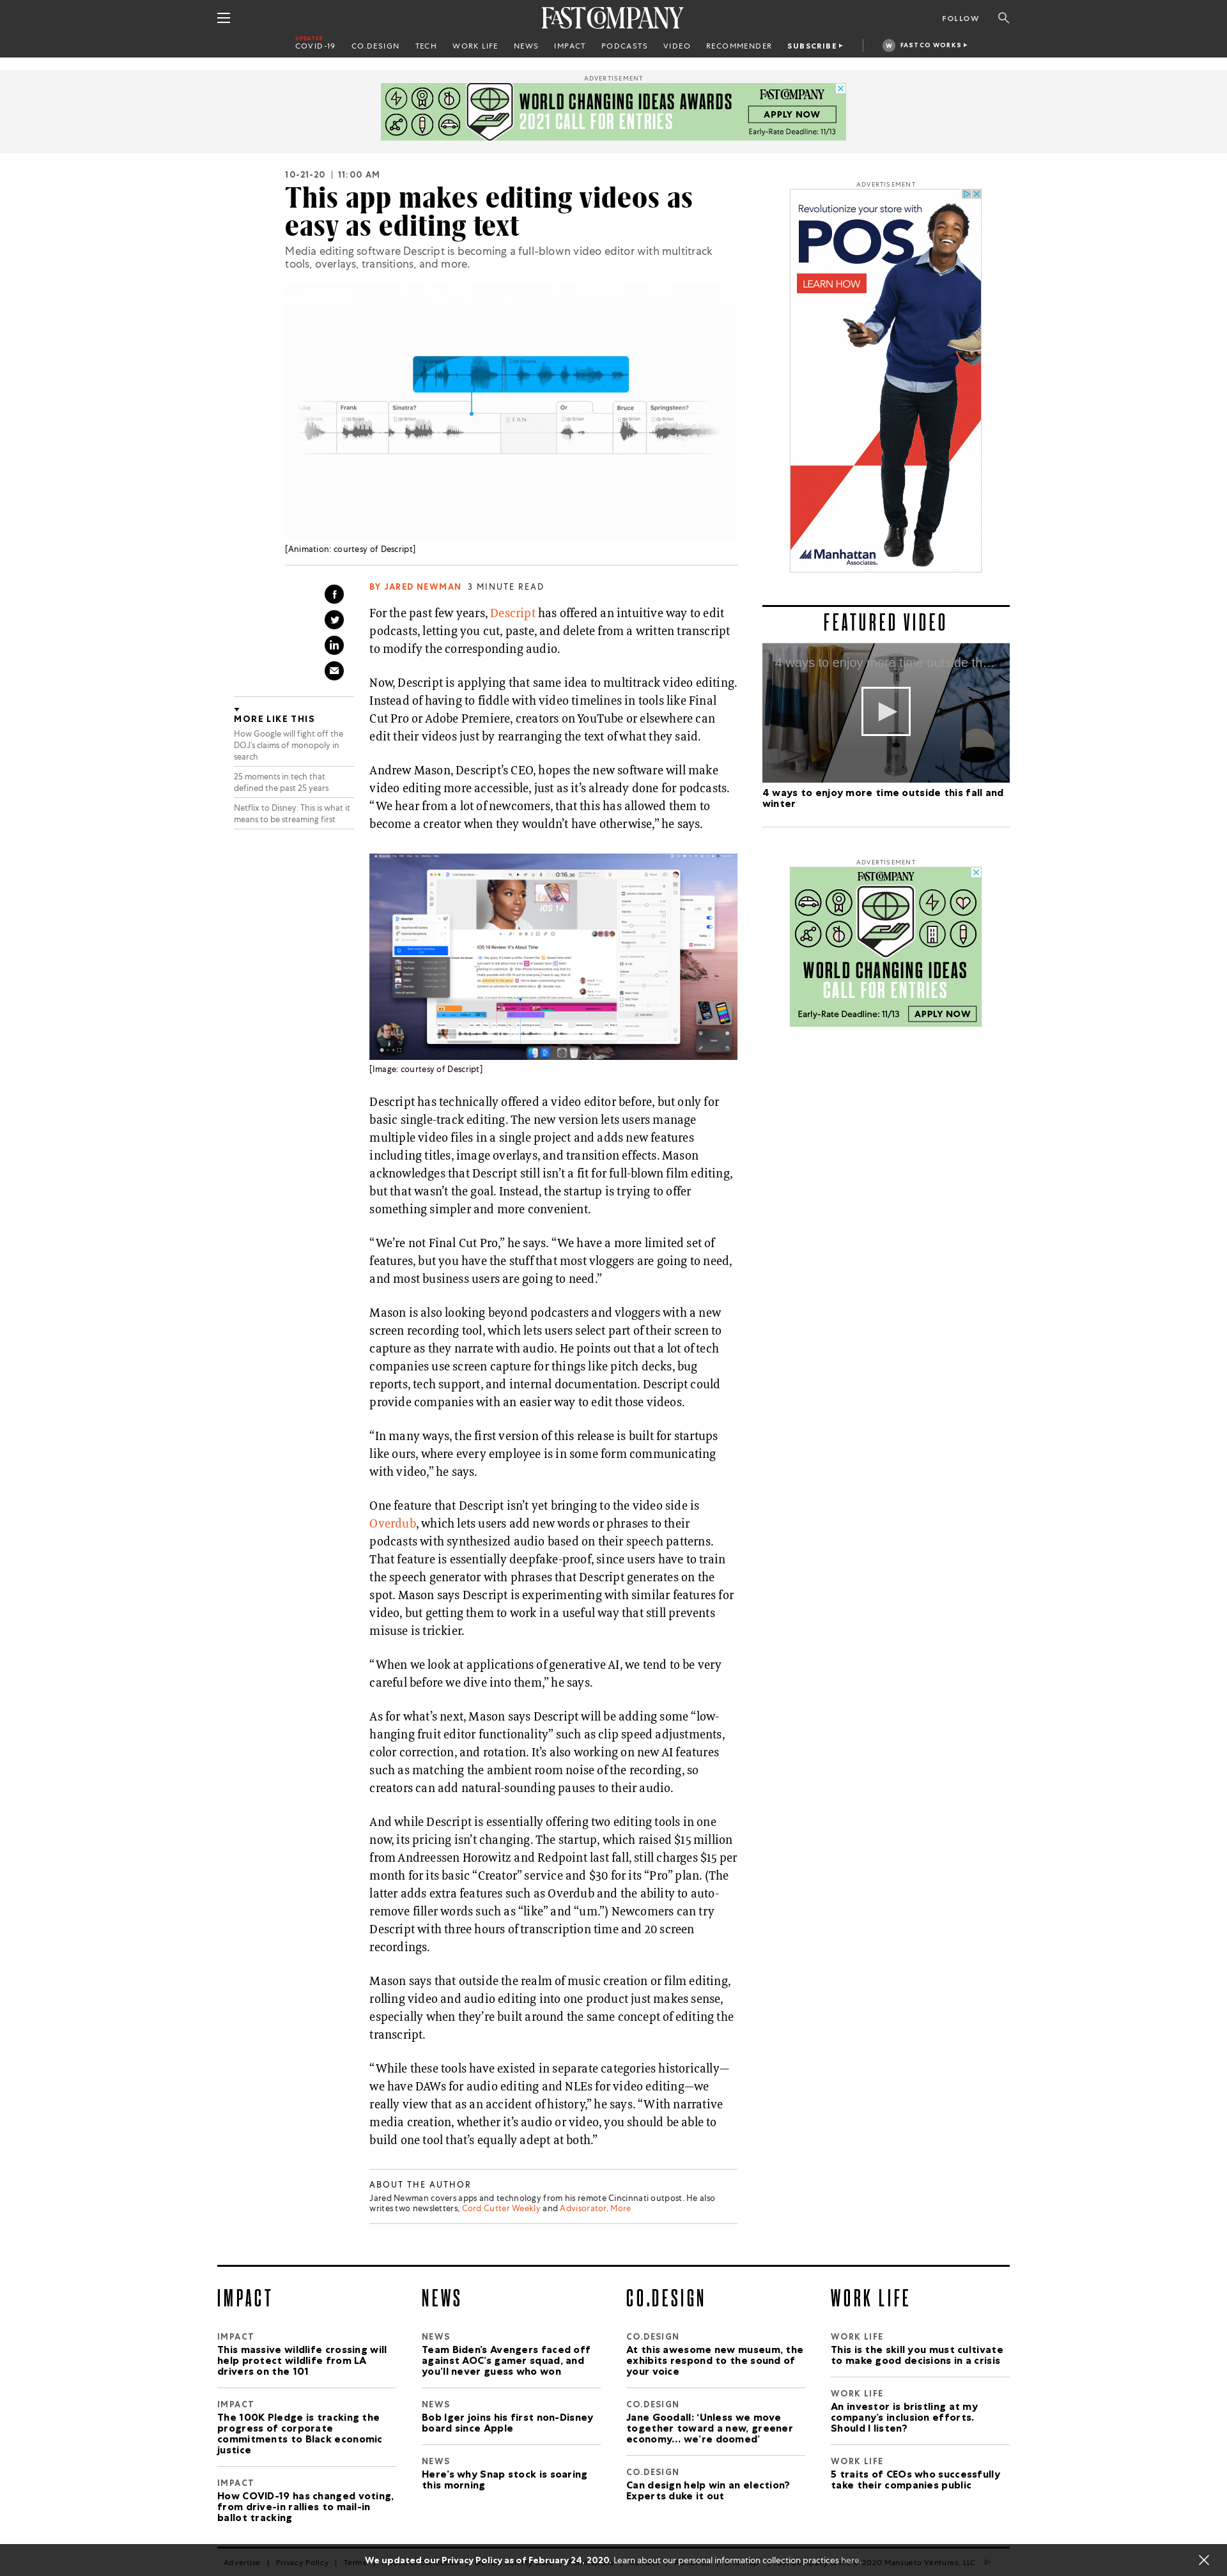 FAST COMPANY
FOLLOW
UPDATED
COVID-19 CO.DESIGN TECH WORK LIFE NEWS IMPACT PODCASTS VIDEO RECOMMENDER SUBSCRIBE W FASTCO WORKS
ADVERTISEMENT
WORLD CHANGING IDEAS AWARDS
2021 CALL FOR ENTRIES
FAST COMPANY
APPLY NOW
Early-Rate Deadline: 11/13
10-21-20 | 11:00 AM
This app makes editing videos as
easy as editing text
Media editing software Descript is becoming a full-blown video editor with multitrack
tools, overlays, transitions, and more.
Frank Sinatra? Or Bruce Springsteen?
[Animation: courtesy of Descript]
BY JARED NEWMAN 3 MINUTE READ
For the past few years, Descript has offered an intuitive way to edit
podcasts, letting you cut, paste, and delete from a written transcript
to modify the corresponding audio.
Now, Descript is applying that same idea to multitrack video editing.
Instead of having to fiddle with video timelines in tools like Final
Cut Pro or Adobe Premiere, creators on YouTube or elsewhere can
edit their videos just by rearranging the text of what they said.
Andrew Mason, Descript’s CEO, hopes the new software will make
video editing more accessible, just as it’s already done for podcasts.
“We hear from a lot of newcomers, that this has allowed them to
become a creator when they wouldn’t have otherwise,” he says.
MORE LIKE THIS
How Google will fight off the
DOJ’s claims of monopoly in
search
25 moments in tech that
defined the past 25 years
Netflix to Disney: This is what it
means to be streaming first
iOS 14
iOS 14 Review: It's About Time
[Image: courtesy of Descript]
Descript has technically offered a video editor before, but only for
basic single-track editing. The new version lets users manage
multiple video files in a single project and adds new features
including titles, image overlays, and transition effects. Mason
acknowledges that Descript still isn’t a fit for full-blown film editing,
but that wasn’t the goal. Instead, the startup is trying to offer
something simpler and more convenient.
“We’re not Final Cut Pro,” he says. “We have a more limited set of
features, but you have the stuff that most vloggers are going to need,
and most business users are going to need.”
Mason is also looking beyond podcasters and vloggers with a new
screen recording tool, which lets users select part of their screen to
capture as they narrate with audio. He points out that a lot of tech
companies use screen capture for things like pitch decks, bug
reports, tech support, and internal documentation. Descript could
provide companies with an easier way to edit those videos.
“In many ways, the first version of this release is built for startups
like ours, where every employee is in some form communicating
with video,” he says.
One feature that Descript isn’t yet bringing to the video side is
Overdub, which lets users add new words or phrases to their
podcasts with synthesized audio based on their speech patterns.
That feature is essentially deepfake-proof, since users have to train
the speech generator with phrases that Descript generates on the
spot. Mason says Descript is experimenting with similar features for
video, but getting them to work in a useful way that still prevents
misuse is trickier.
“When we look at applications of generative AI, we tend to be very
careful before we dive into them,” he says.
As for what’s next, Mason says Descript will be adding some “low-
hanging fruit editor functionality” such as clip speed adjustments,
color correction, and rotation. It’s also working on new AI features
such as matching the ambient room noise of the recording, so
creators can add natural-sounding pauses to their audio.
And while Descript is essentially offering two editing tools in one
now, its pricing isn’t changing. The startup, which raised $15 million
from Andreessen Horowitz and Redpoint last fall, still charges $15 per
month for its basic “Creator” service and $30 for its “Pro” plan. (The
latter adds extra features such as Overdub and the ability to auto-
remove filler words such as “like” and “um.”) Newcomers can try
Descript with three hours of transcription time and 20 screen
recordings.
Mason says that outside the realm of music creation or film editing,
rolling video and audio editing into one product just makes sense,
especially when they’re built around the same concept of editing the
transcript.
“While these tools have existed in separate categories historically—
we have DAWs for audio editing and NLEs for video editing—we
really view that as an accident of history,” he says. “With narrative
media creation, whether it’s audio or video, you should be able to
build one tool that’s equally adept at both.”
ABOUT THE AUTHOR
Jared Newman covers apps and technology from his remote Cincinnati outpost. He also
writes two newsletters, Cord Cutter Weekly and Advisorator. More
ADVERTISEMENT
Revolutionize your store with
POS
LEARN HOW
Manhattan
Associates
FEATURED VIDEO
4 ways to enjoy more time outside th...
4 ways to enjoy more time outside this fall and
winter
ADVERTISEMENT
FAST COMPANY
WORLD CHANGING IDEAS
CALL FOR ENTRIES
Early-Rate Deadline: 11/13 APPLY NOW
IMPACT
IMPACT
This massive wildlife crossing will
help protect wildlife from LA
drivers on the 101
IMPACT
The 100K Pledge is tracking the
progress of corporate
commitments to Black economic
justice
IMPACT
How COVID-19 has changed voting,
from drive-in rallies to mail-in
ballot tracking
NEWS
NEWS
Team Biden’s Avengers faced off
against AOC’s gamer squad, and
you’ll never guess who won
NEWS
Bob Iger joins his first non-Disney
board since Apple
NEWS
Here’s why Snap stock is soaring
this morning
CO.DESIGN
CO.DESIGN
At this awesome new museum, the
exhibits respond to the sound of
your voice
CO.DESIGN
Jane Goodall: ‘Unless we move
together toward a new, greener
economy... we’re doomed’
CO.DESIGN
Can design help win an election?
Experts duke it out
WORK LIFE
WORK LIFE
This is the skill you must cultivate
to make good decisions in a crisis
WORK LIFE
An investor is bristling at my
company’s inclusion efforts.
Should I listen?
WORK LIFE
5 traits of CEOs who successfully
take their companies public
We updated our Privacy Policy as of February 24, 2020. Learn about our personal information collection practices here.
Advertise | Privacy Policy | Terms 2020 Mansueto Ventures, LLC